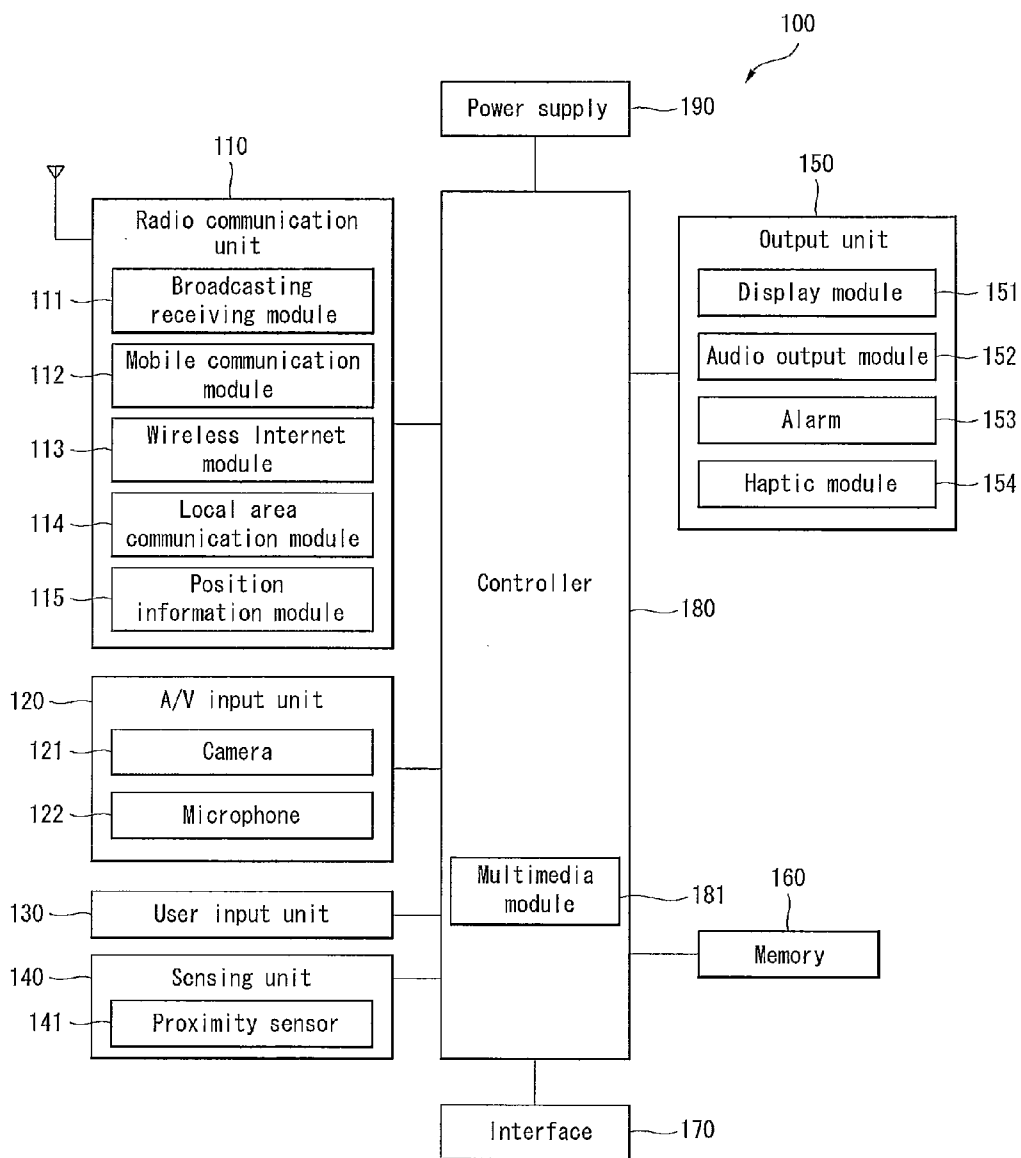 100
Power supply
190
110
Radio communication
unit
111
Broadcasting
receiving module
112
Mobile communication
module
113
Wireless Internet
module
114
Local area
communication module
115
Position
information module
150
Output unit
Display module
151
Audio output module
152
Alarm
153
Haptic module
154
Controller
180
120
A/V input unit
121
Camera
122
Microphone
Multimedia
module
181
160
Memory
130
User input unit
140
Sensing unit
141
Proximity sensor
Interface
170